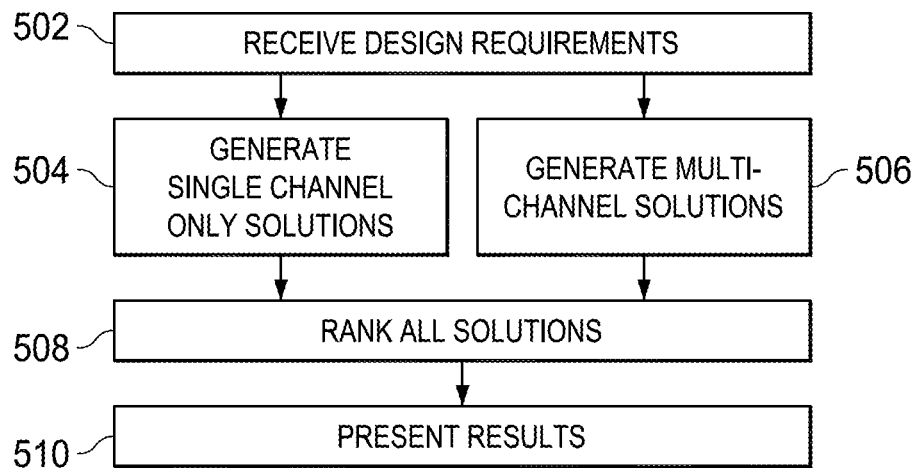 502
RECEIVE DESIGN REQUIREMENTS
504
GENERATE
SINGLE CHANNEL
ONLY SOLUTIONS
GENERATE MULTI-
CHANNEL SOLUTIONS
506
508
RANK ALL SOLUTIONS
510
PRESENT RESULTS